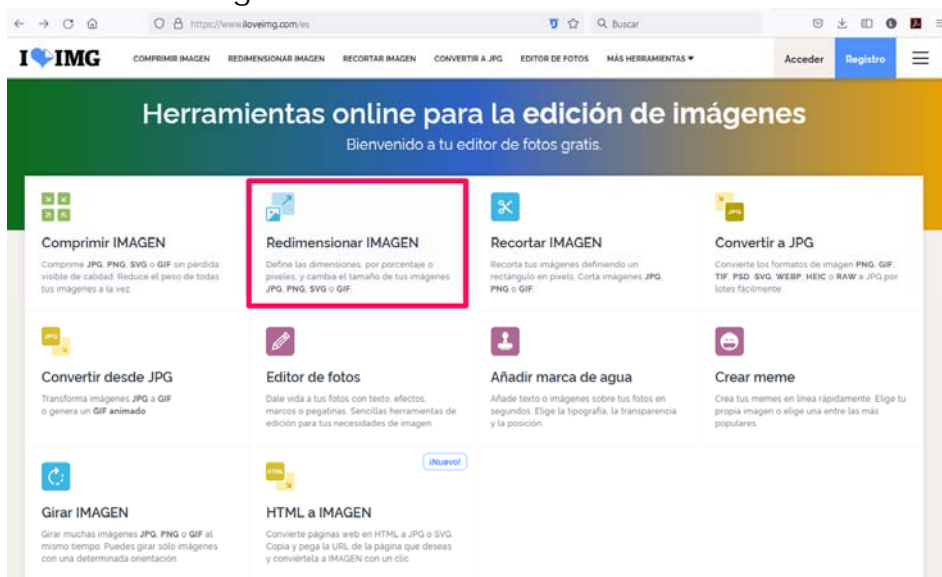 https://www.iloveimg.com/es
Buscar
I IMG
COMPRIMIR IMAGEN REDIMENSIONAR IMAGEN RECORTAR IMAGEN CONVERTIR A JPG EDITOR DE FOTOS MÁS HERRAMIENTAS
Acceder
Registro
Herramientas online para la edición de imágenes
Bienvenido a tu editor de fotos gratis.
Comprimir IMAGEN
Comprime JPG, PNG, SVG o GIF sin pérdida
visible de calidad. Reduce el peso de todas
tus imágenes a la vez.
Redimensionar IMAGEN
Define las dimensiones, por porcentaje o
píxeles, y cambia el tamaño de tus imágenes
JPG, PNG, SVG o GIF.
Recortar IMAGEN
Recorta tus imágenes definiendo un
rectángulo en pixels. Corta imágenes JPG,
PNG o GIF.
JPG
Convertir a JPG
Convierte los formatos de imagen PNG, GIF,
TIF, PSD, SVG, WEBP, HEIC o RAW a JPG por
lotes fácilmente.
JPG
Convertir desde JPG
Transforma imágenes JPG a GIF
o genera un GIF animado
Editor de fotos
Dale vida a tus fotos con texto, efectos,
marcos o pegatinas. Sencillas herramientas de
edición para tus necesidades de imagen.
Añadir marca de agua
Añade texto o imágenes sobre tus fotos en
segundos. Elige la tipografía, la transparencia
y la posición.
Crear meme
Crea tus memes en línea rápidamente. Elige tu
propia imagen o elige una entre las más
populares.
Girar IMAGEN
Girar muchas imágenes JPG, PNG o GIF al
mismo tiempo. Puedes girar sólo imágenes
con una determinada orientación.
¡Nuevo!
HTML
HTML a IMAGEN
Convierte páginas web en HTML a JPG o SVG.
Copia y pega la URL de la página que deseas
y conviértela a IMAGEN con un clic.